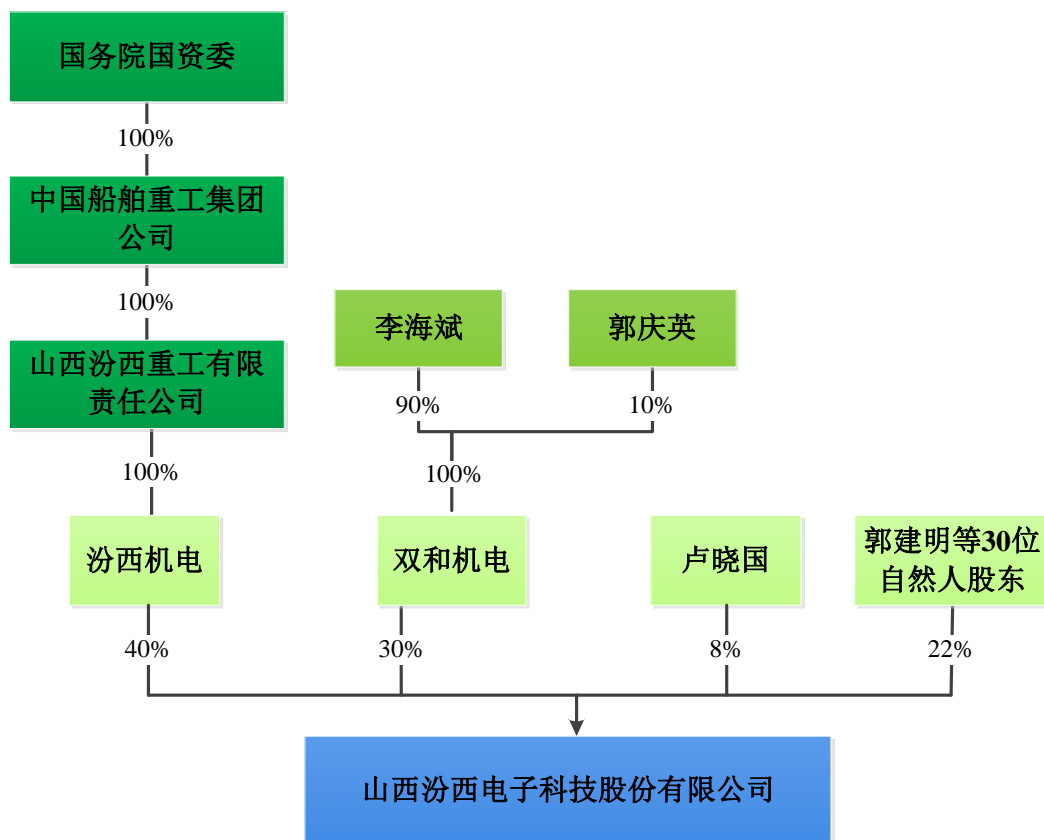 国务院国资委
100%
中国船舶重工集团
公司
100%
山西汾西重工有限
责任公司
李海斌
郭庆英
90%
10%
100%
100%
汾西机电
双和机电
卢晓国
郭建明等30位
自然人股东
40%
30%
8%
22%
山西汾西电子科技股份有限公司